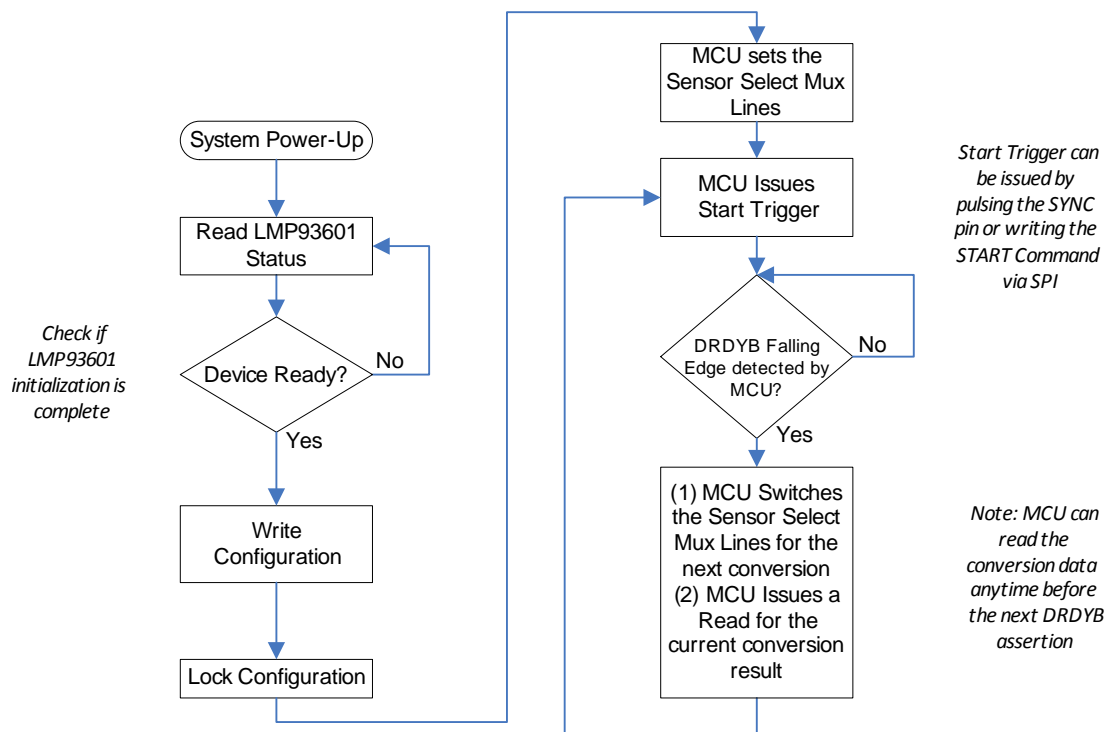 System Power-Up
Read LMP93601
Status
Check if
LMP93601
initialization is
complete
Device Ready?
No
Yes
Write
Configuration
Lock Configuration
MCU sets the
Sensor Select Mux
Lines
MCU Issues
Start Trigger
Start Trigger can
be issued by
pulsing the SYNC
pin or writing the
START Command
via SPI
DRDYB Falling
Edge detected by
MCU?
No
Yes
(1) MCU Switches
the Sensor Select
Mux Lines for the
next conversion
(2) MCU Issues a
Read for the
current conversion
result
Note: MCU can
read the
conversion data
anytime before
the next DRDYB
assertion